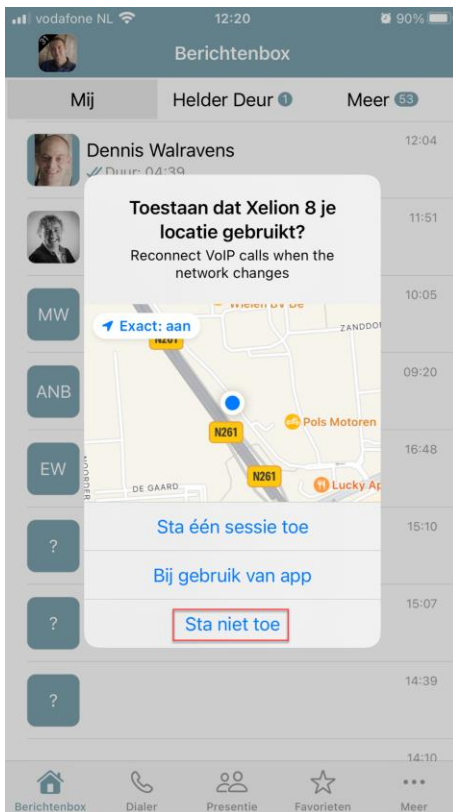 vodafone NL 12:20 90%
Berichtenbox
Mij Helder Deur 1 Meer 53
Dennis Walravens 12:04
Duur: 04:39
11:51
Toestaan dat Xelion 8 je
locatie gebruikt?
Reconnect VoIP calls when the
network changes
MW 10:05
Exact: aan
ZANDDO
N261
ANB 09:20
N261
Pols Motoren
EW 16:48
NOORDER
DE GAARD
N261
Lucky Ap
Sta één sessie toe
? 15:10
Bij gebruik van app
? 15:07
Sta niet toe
? 14:39
14:10
Berichtenbox Dialer Presentie Favorieten Meer